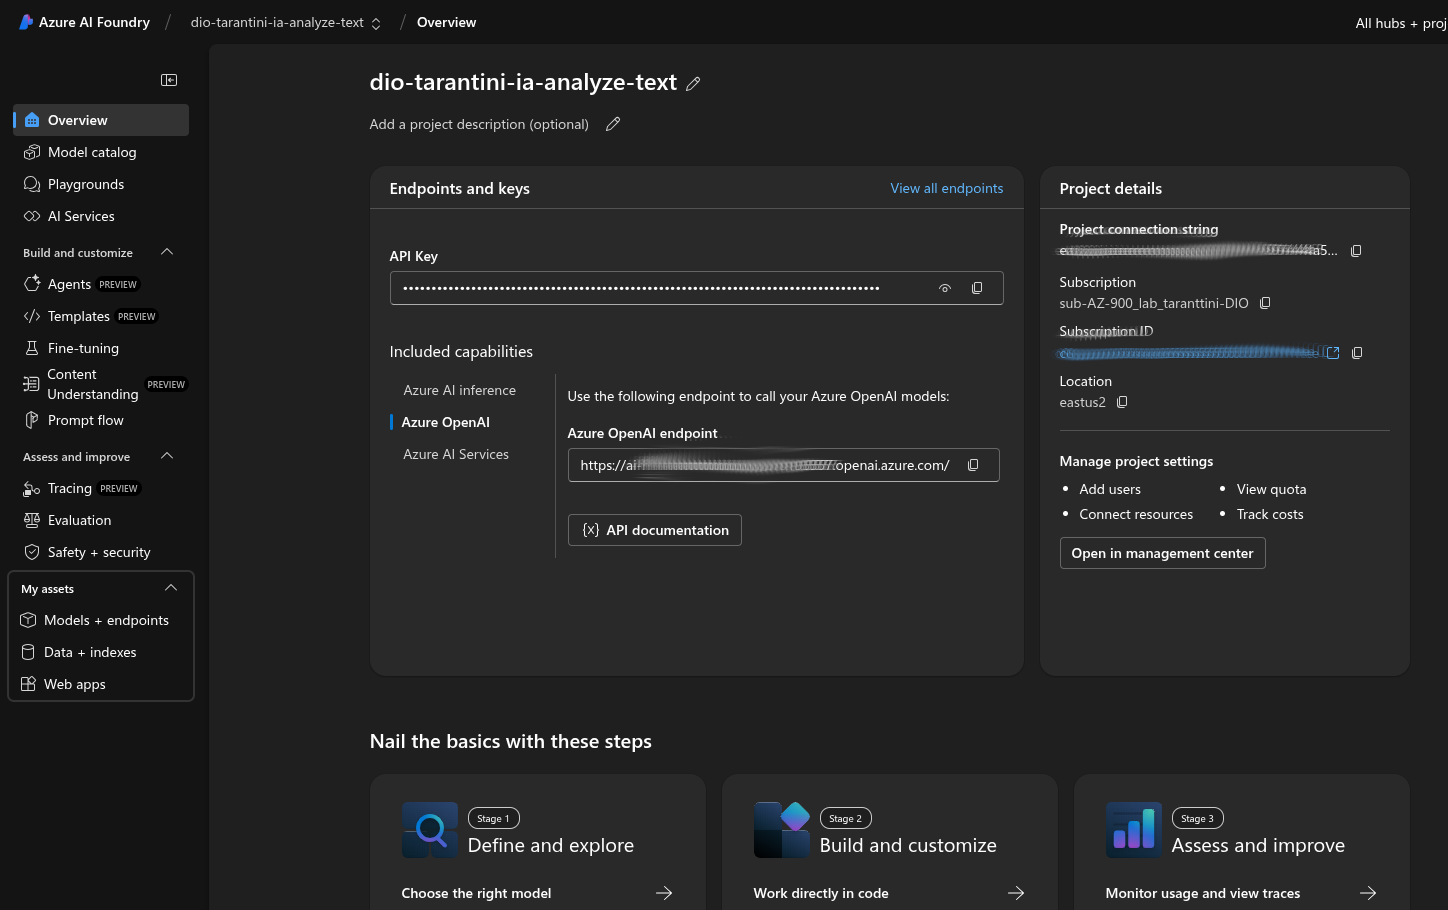 Azure AI Foundry / dio-tarantini-ia-analyze-text / Overview
All hubs + proj
Overview
Model catalog
Playgrounds
AI Services
Build and customize
Agents PREVIEW
Templates PREVIEW
Fine-tuning
Content
Understanding PREVIEW
Prompt flow
Assess and improve
Tracing PREVIEW
Evaluation
Safety + security
My assets
Models + endpoints
Data + indexes
Web apps
dio-tarantini-ia-analyze-text
Add a project description (optional)
Endpoints and keys
View all endpoints
API Key
Included capabilities
Azure AI inference
Azure OpenAI
Azure AI Services
Use the following endpoint to call your Azure OpenAI models:
Azure OpenAI endpoint
https://ai- openai.azure.com/
{x} API documentation
Project details
Project connection string
a5...
Subscription
sub-AZ-900_lab_taranttini-DIO
Subscription ID
Location
eastus2
Manage project settings
• Add users
• View quota
• Connect resources
• Track costs
Open in management center
Nail the basics with these steps
Stage 1
Define and explore
Choose the right model
Stage 2
Build and customize
Work directly in code
Stage 3
Assess and improve
Monitor usage and view traces